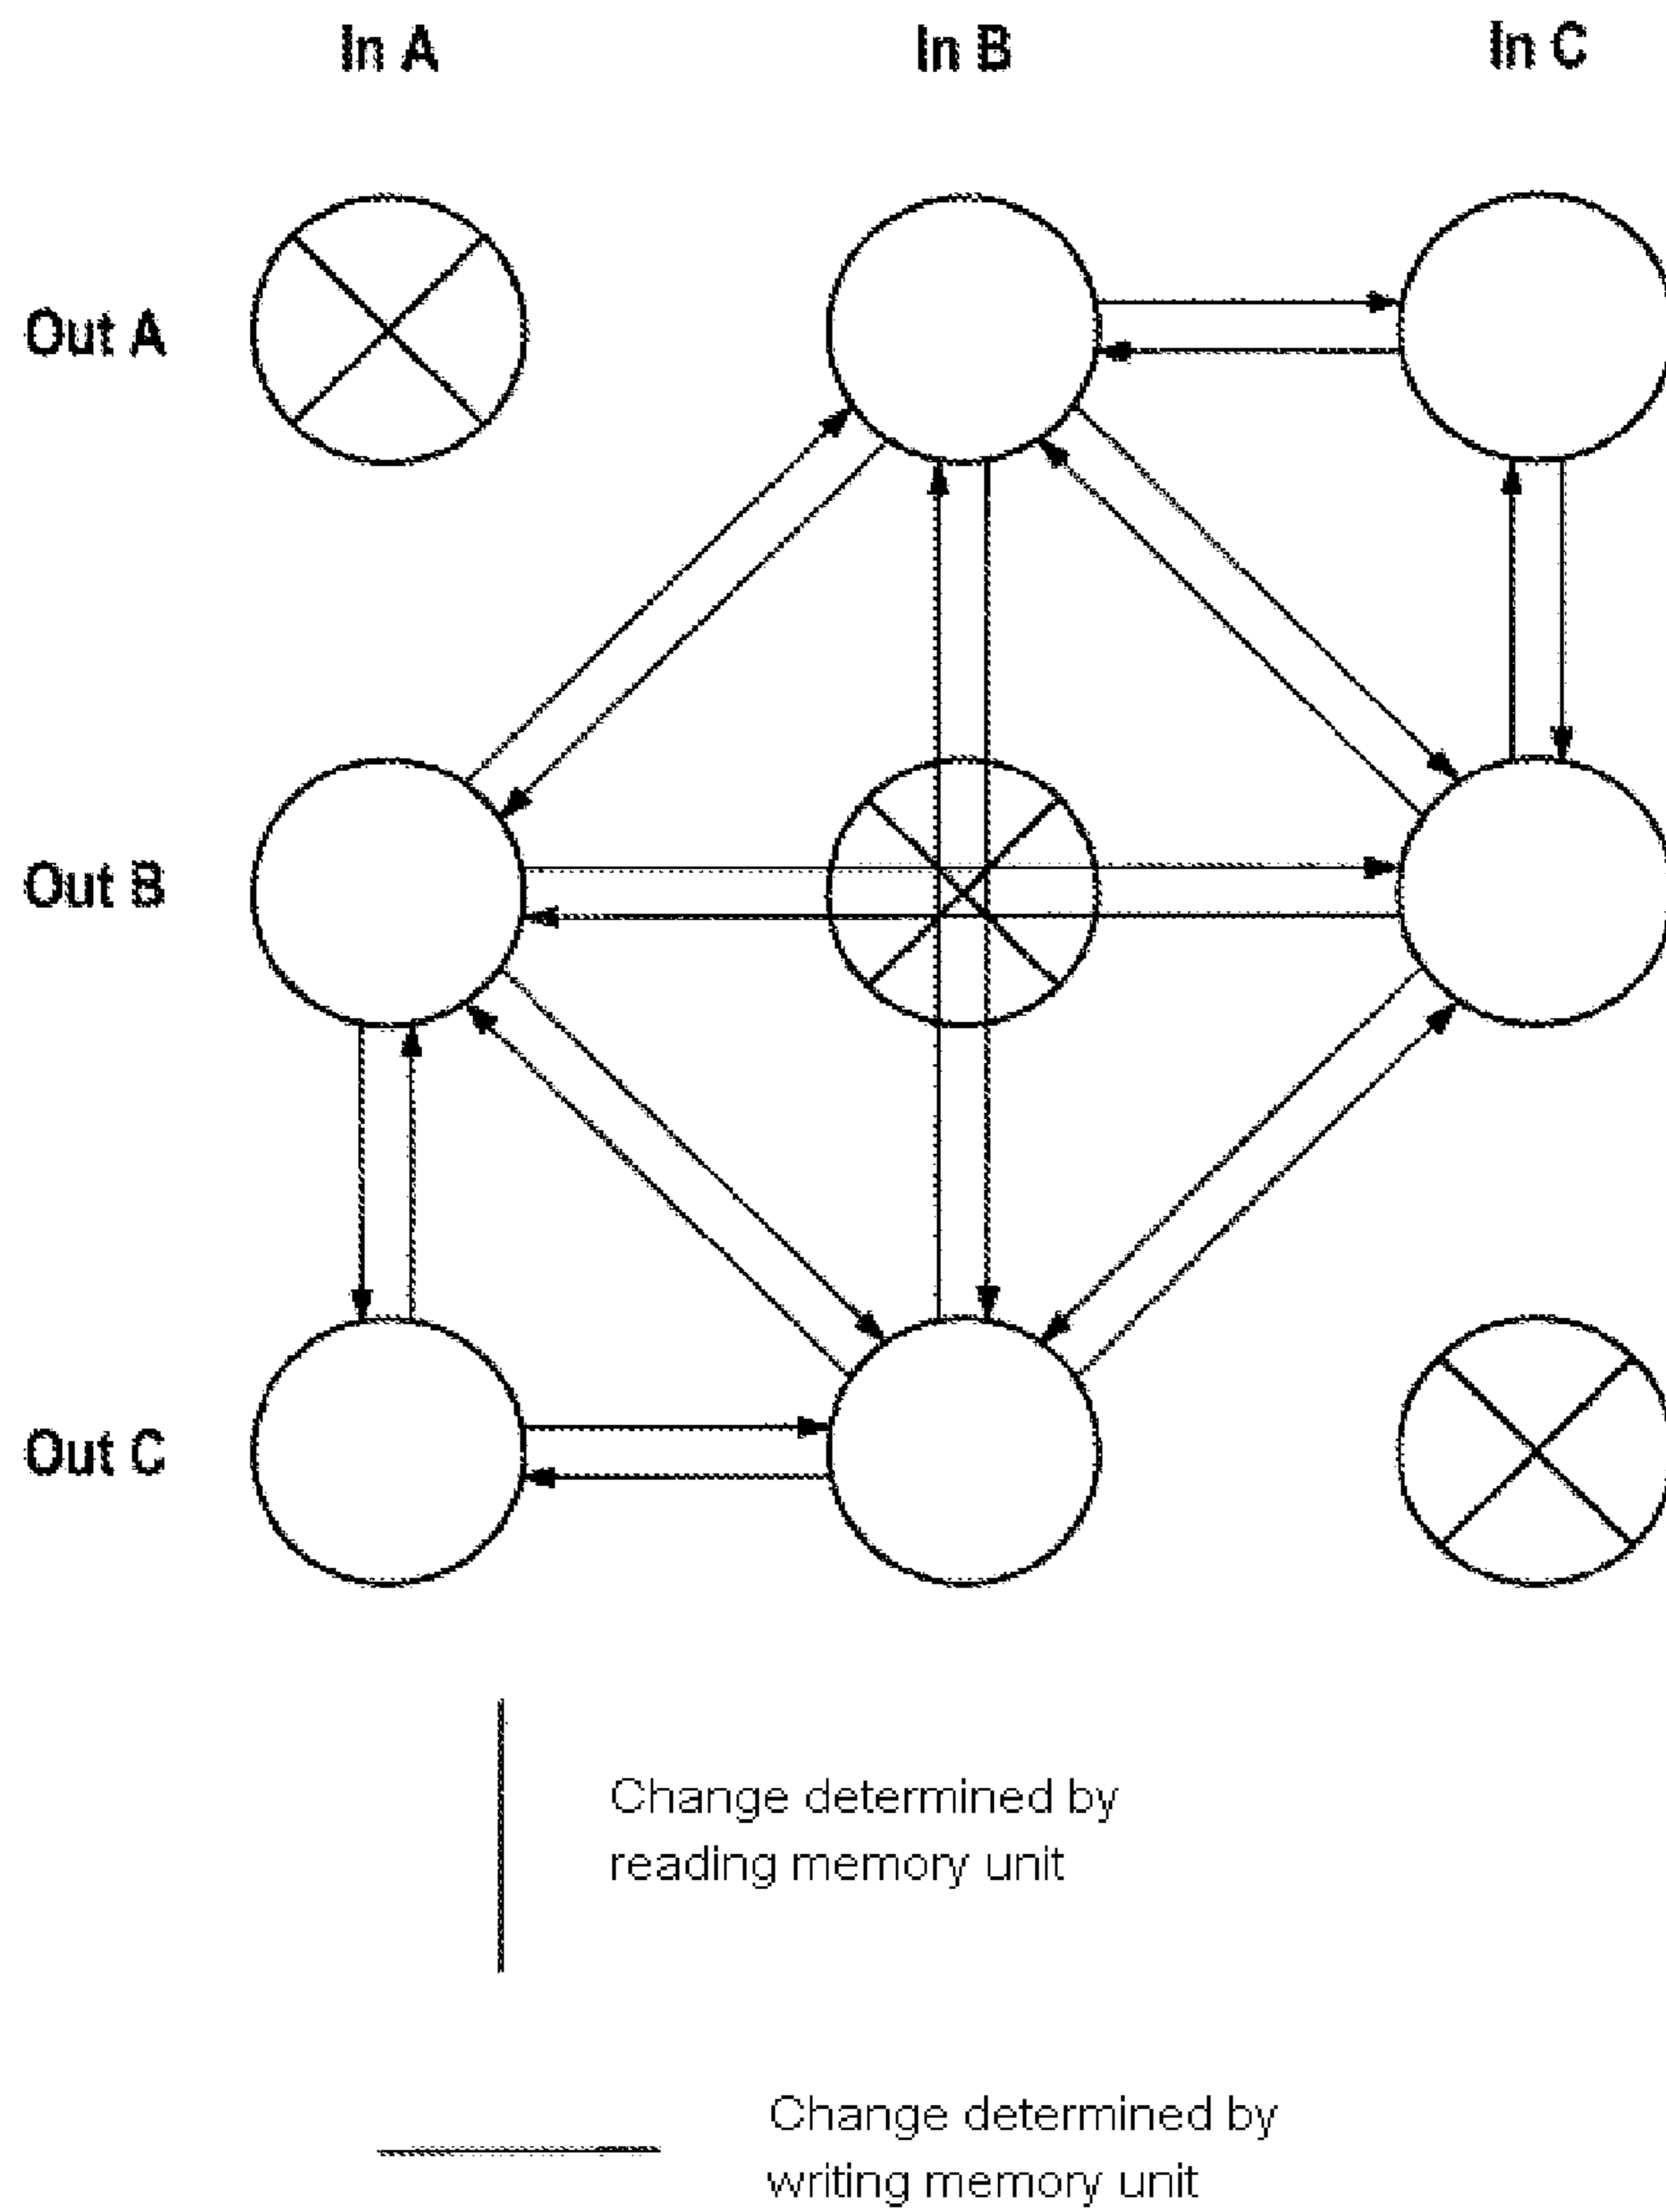 In A In B In C
Out A
Out B
Out C
Change determined by
reading memory unit
Change determined by
writing memory unit